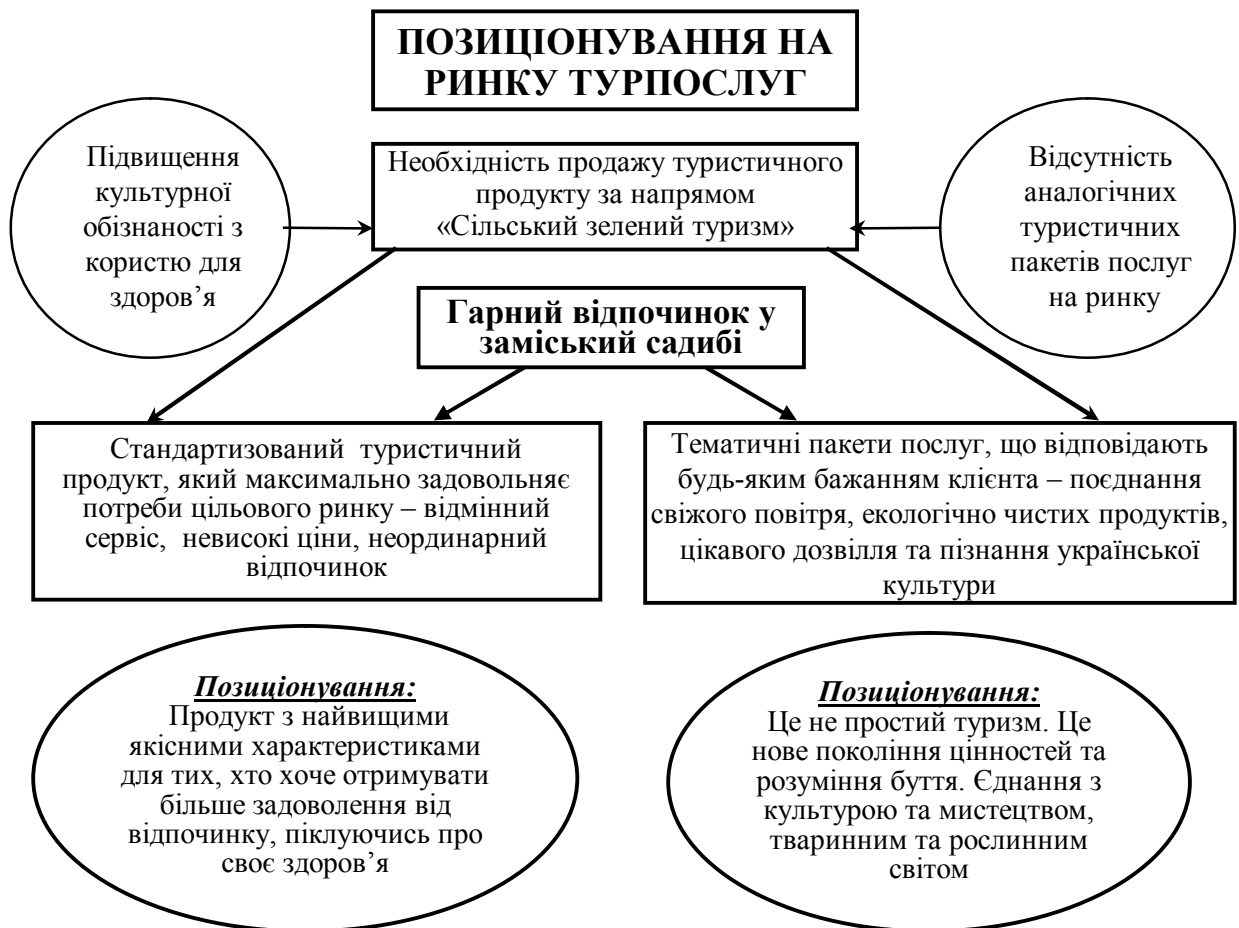 ПОЗИЦІОНУВАННЯ НА
РИНКУ ТУРПОСЛУГ
Підвищення
культурної
обізнаності з
користю для
здоров’я
Необхідність продажу туристичного
продукту за напрямом
«Сільський зелений туризм»
Відсутність
аналогічних
туристичних
пакетів послуг
на ринку
Гарний відпочинок у
заміський садибі
Стандартизований туристичний
продукт, який максимально задовольняє
потреби цільового ринку – відмінний
сервіс, невисокі ціни, неординарний
відпочинок
Тематичні пакети послуг, що відповідають
будь-яким бажанням клієнта – поєднання
свіжого повітря, екологічно чистих продуктів,
цікавого дозвілля та пізнання української
культури
Позиціонування:
Продукт з найвищими
якісними характеристиками
для тих, хто хоче отримувати
більше задоволення від
відпочинку, піклуючись про
своє здоров’я
Позиціонування:
Це не простий туризм. Це
нове покоління цінностей та
розуміння буття. Єднання з
культурою та мистецтвом,
тваринним та рослинним
світом